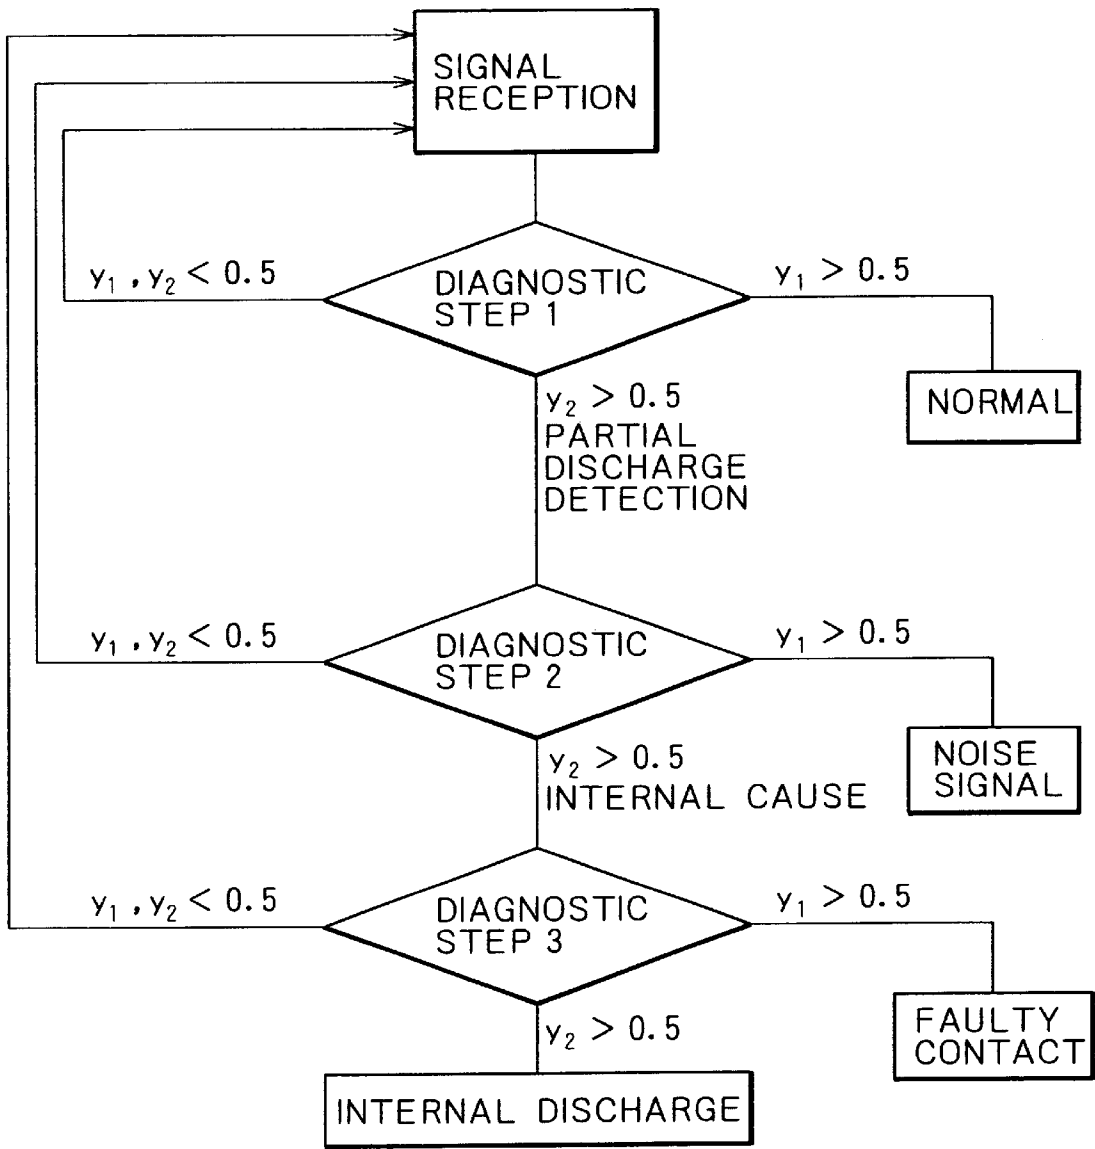 SIGNAL
RECEPTION
y₁ , y₂ < 0.5
DIAGNOSTIC
STEP 1
y₁ > 0.5
NORMAL
y₂ > 0.5
PARTIAL
DISCHARGE
DETECTION
y₁ , y₂ < 0.5
DIAGNOSTIC
STEP 2
y₁ > 0.5
NOISE
SIGNAL
y₂ > 0.5
INTERNAL CAUSE
y₁ , y₂ < 0.5
DIAGNOSTIC
STEP 3
y₁ > 0.5
FAULTY
CONTACT
y₂ > 0.5
INTERNAL DISCHARGE